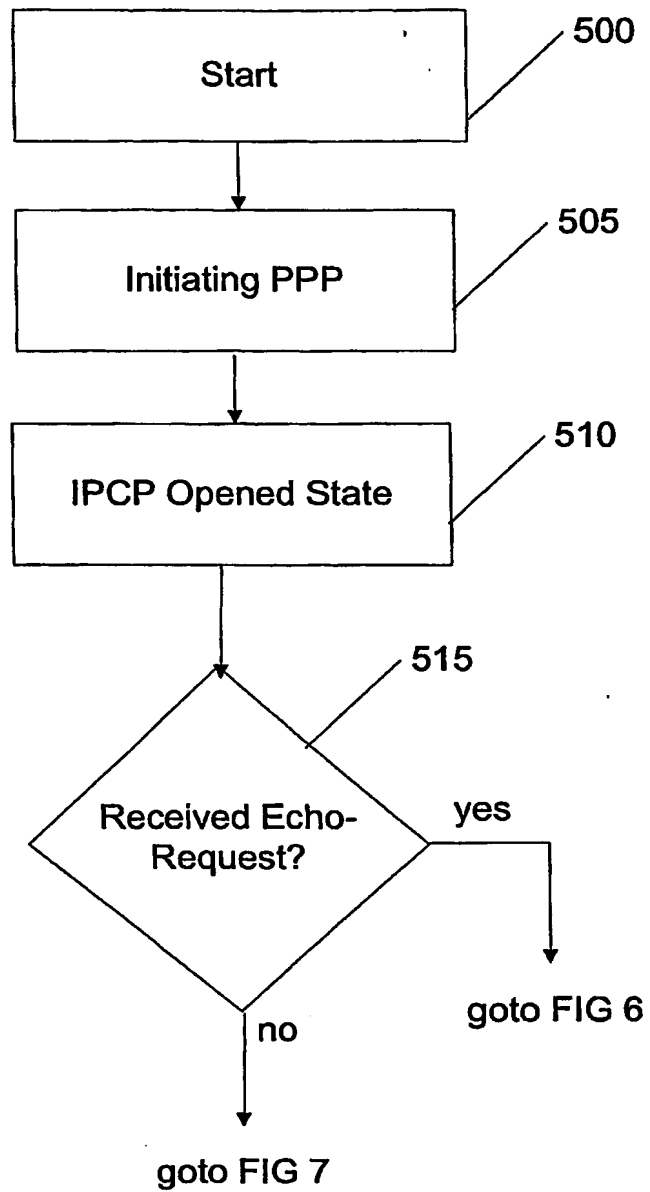 500
Start
505
Initiating PPP
510
IPCP Opened State
515
Received Echo-
Request?
yes
goto FIG 6
no
goto FIG 7